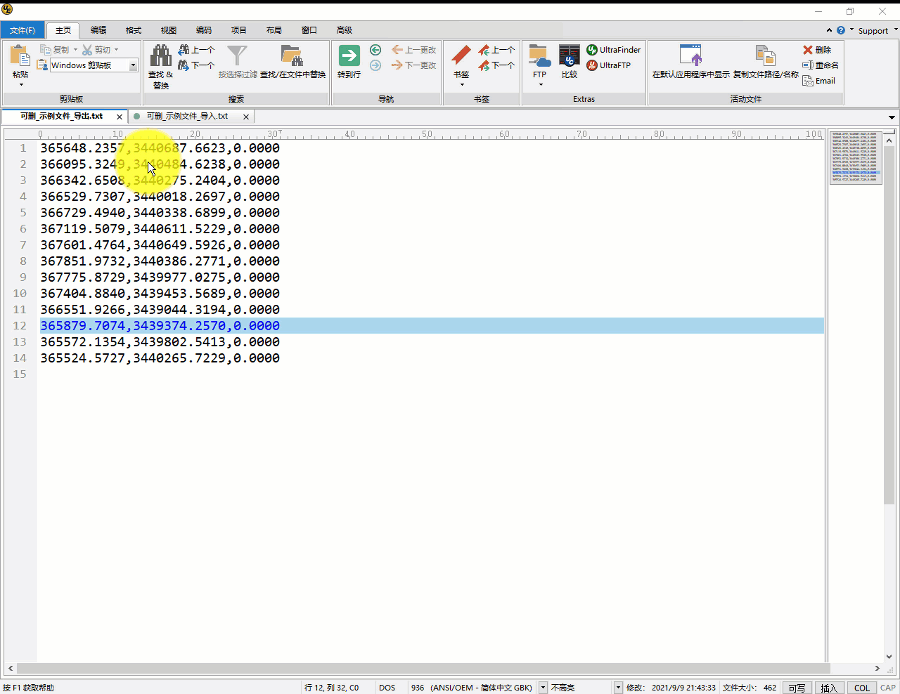 文件(F) 主页 编辑 格式 视图 编码 项目 布局 窗口 高级 Support
粘贴 复制 剪切 Windows 剪贴板
剪贴板
查找 & 替换 上一个 下一个 按选择过滤 查找/在文件中替换
搜索
转到行 上一更改 下一更改
导航
书签 上一个 下一个
书签
FTP 比较 UltraFinder UltraFTP
Extras
在默认应用程序中显示 复制文件路径/名称 删除 重命名 Email
活动文件
可删_示例文件_导出.txt × 可删_示例文件_导入.txt ×
0 10 20 30 40 50 60 70 80 90 100
1 365648.2357,3440687.6623,0.0000
2 366095.3249,3440484.6238,0.0000
3 366342.6508,3440275.2404,0.0000
4 366529.7307,3440018.2697,0.0000
5 366729.4940,3440338.6899,0.0000
6 367119.5079,3440611.5229,0.0000
7 367601.4764,3440649.5926,0.0000
8 367851.9732,3440386.2771,0.0000
9 367775.8729,3439977.0275,0.0000
10 367404.8840,3439453.5689,0.0000
11 366551.9266,3439044.3194,0.0000
12 365879.7074,3439374.2570,0.0000
13 365572.1354,3439802.5413,0.0000
14 365524.5727,3440265.7229,0.0000
15
按 F1 获取帮助 行 12, 列 32, C0 DOS 936 (ANSI/OEM - 简体中文 GBK) 不高亮 修改: 2021/9/9 21:43:33 文件大小: 462 可写 插入 COL CAP